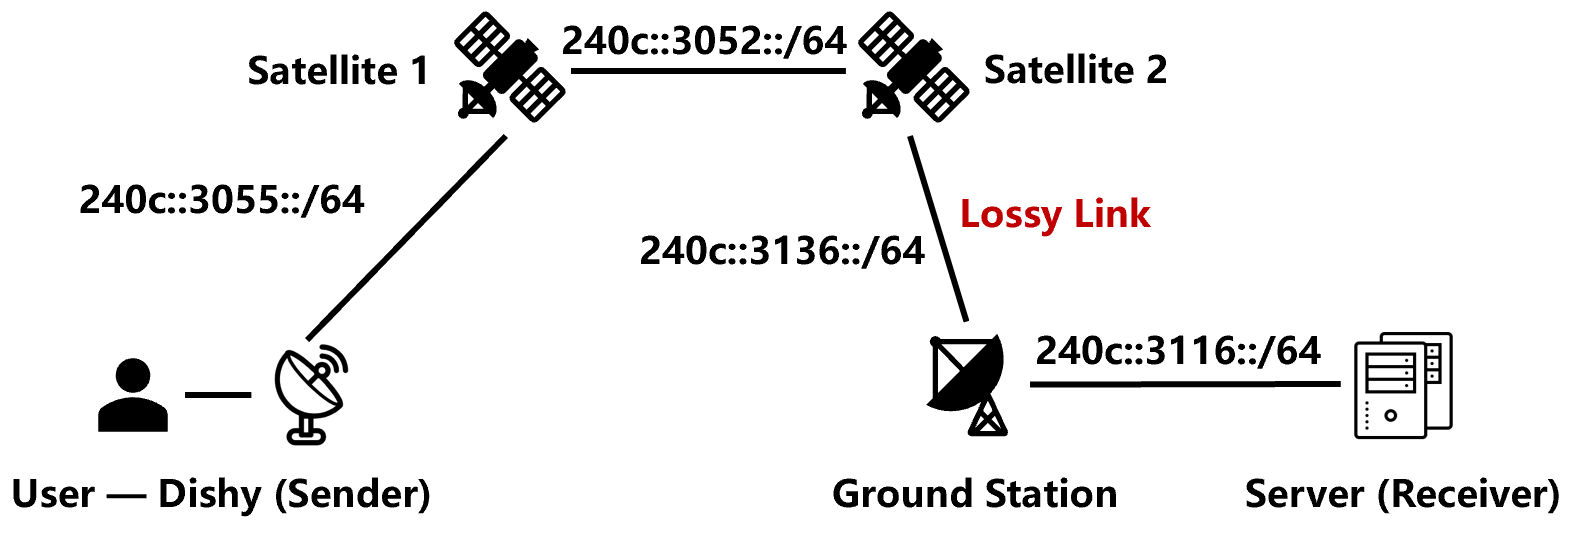 240c::3052::/64
Satellite 1
Satellite 2
240c::3055::/64
Lossy Link
240c::3136::/64
240c::3116::/64
User — Dishy (Sender)
Ground Station
Server (Receiver)